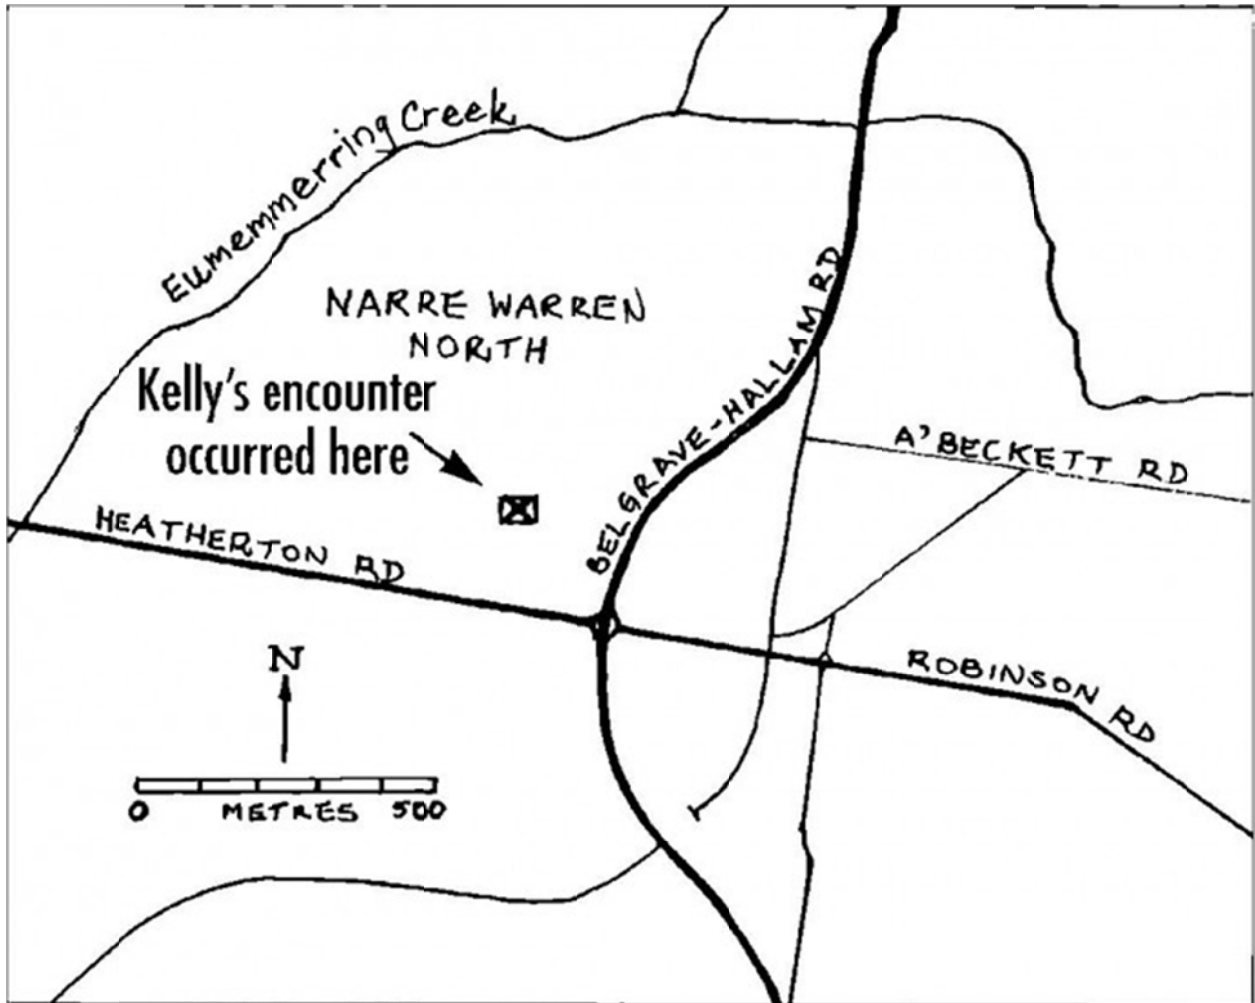 Eumemmerring Creek
NARRE WARREN
NORTH
Kelly's encounter
occurred here
BELGRAVE-HALLAM RD
A'BECKETT RD
HEATHERTON RD
ROBINSON RD
N
0 METRES 500